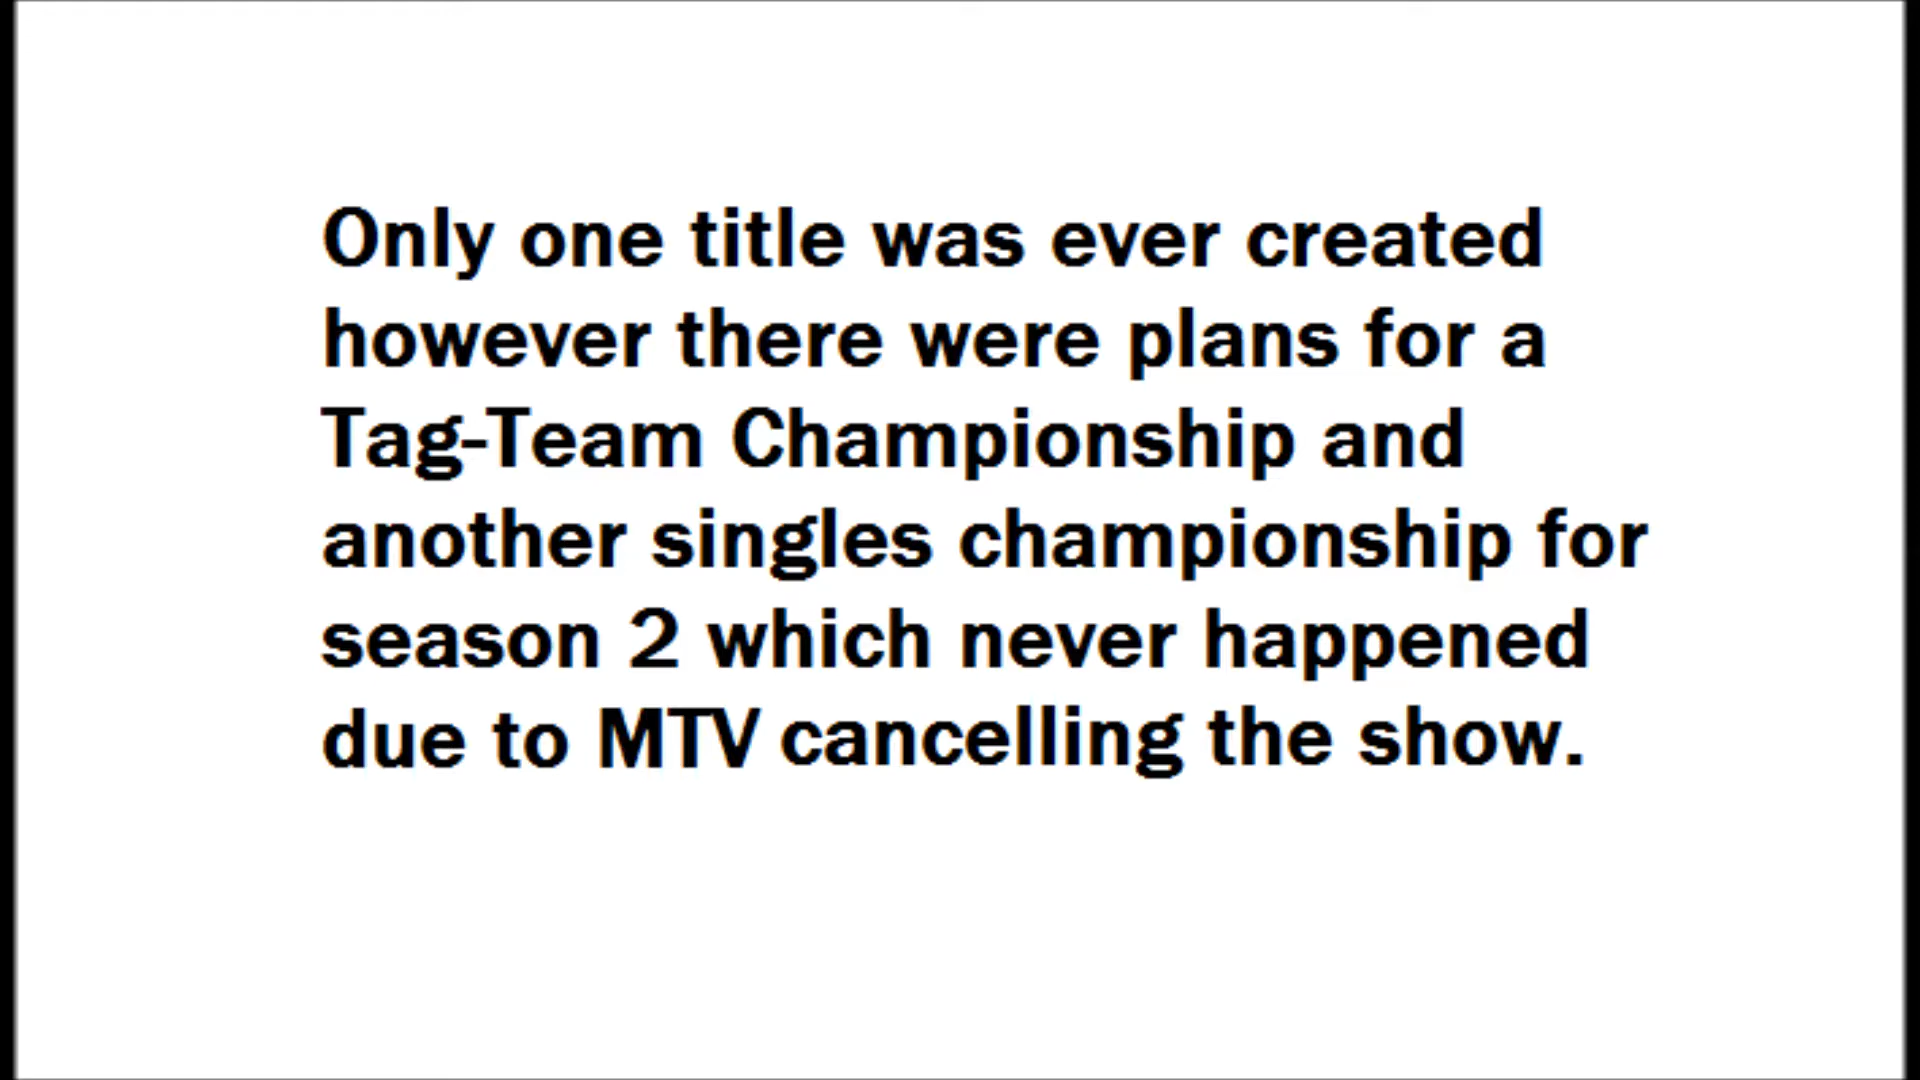 Only one title was ever created
however there were plans for a
Tag-Team Championship and
another singles championship for
season 2 which never happened
due to MTV cancelling the show.